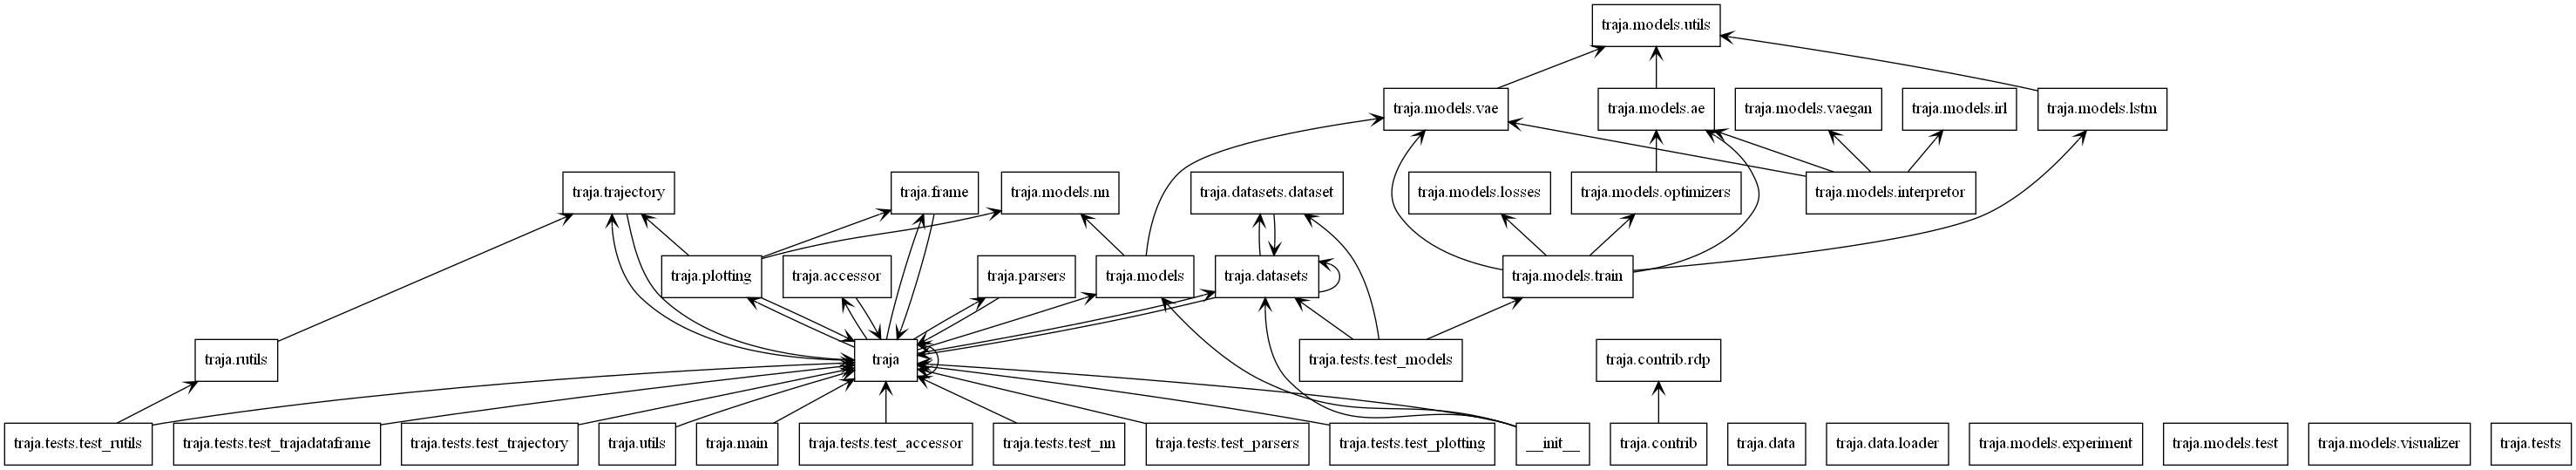 traja.models.utils
traja.models.vae
traja.models.ae
traja.models.vaegan
traja.models.irl
traja.models.lstm
traja.trajectory
traja.frame
traja.models.nn
traja.datasets.dataset
traja.models.losses
traja.models.optimizers
traja.models.interpretor
traja.plotting
traja.accessor
traja.parsers
traja.models
traja.datasets
traja.models.train
traja.rutils
traja
traja.tests.test_models
traja.contrib.rdp
traja.tests.test_rutils
traja.tests.test_trajadataframe
traja.tests.test_trajectory
traja.utils
traja.main
traja.tests.test_accessor
traja.tests.test_nn
traja.tests.test_parsers
traja.tests.test_plotting
__init__
traja.contrib
traja.data
traja.data.loader
traja.models.experiment
traja.models.test
traja.models.visualizer
traja.tests